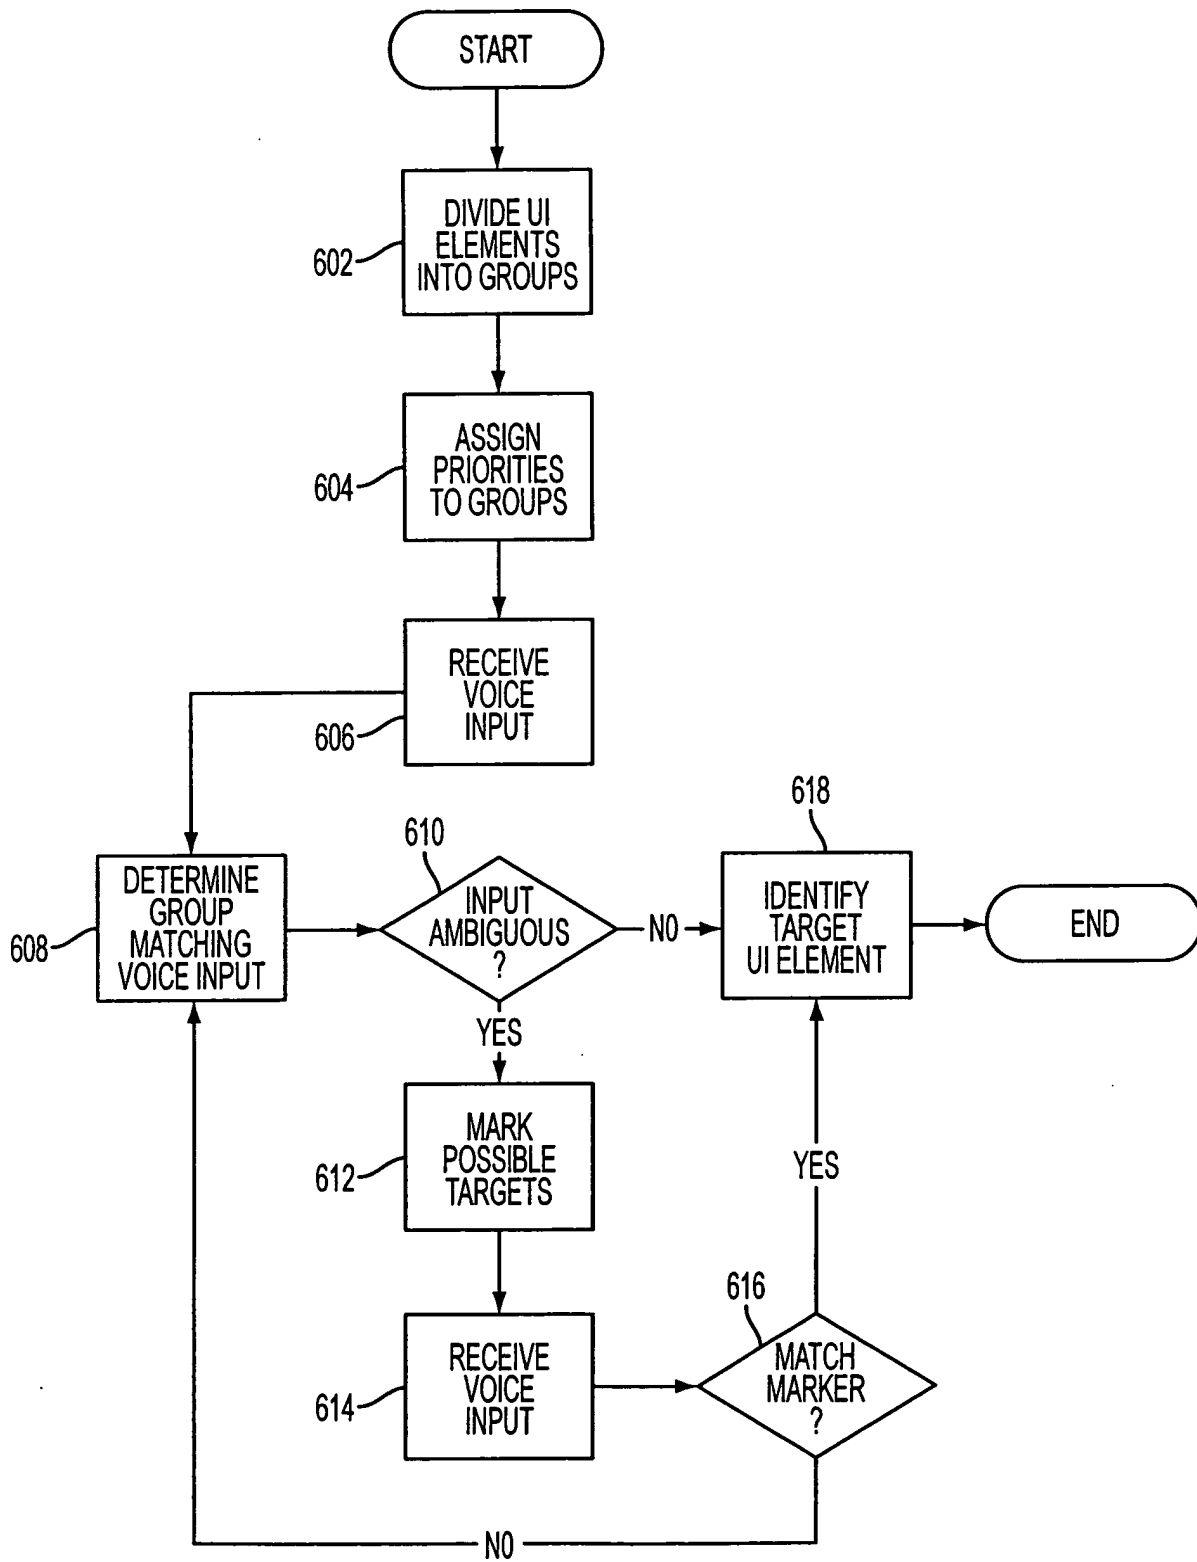 START
DIVIDE UI
ELEMENTS
INTO GROUPS
602
ASSIGN
PRIORITIES
TO GROUPS
604
RECEIVE
VOICE
INPUT
606
618
610
DETERMINE
GROUP
MATCHING
VOICE INPUT
608
INPUT
AMBIGUOUS
?
NO
IDENTIFY
TARGET
UI ELEMENT
END
YES
MARK
POSSIBLE
TARGETS
612
YES
616
RECEIVE
VOICE
INPUT
614
MATCH
MARKER
?
NO